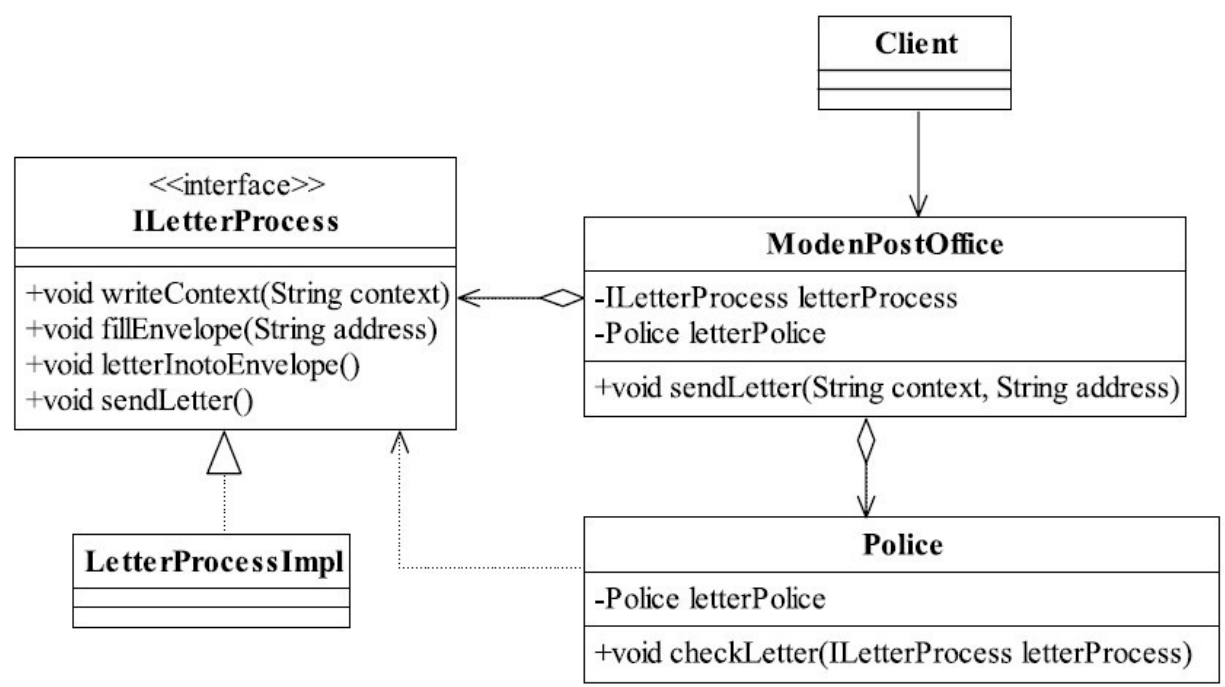 Client
<<interface>>
ILetterProcess
+void writeContext(String context)
+void fillEnvelope(String address)
+void letterInotoEnvelope()
+void sendLetter()
ModenPostOffice
-ILetterProcess letterProcess
-Police letterPolice
+void sendLetter(String context, String address)
LetterProcessImpl
Police
-Police letterPolice
+void checkLetter(ILetterProcess letterProcess)